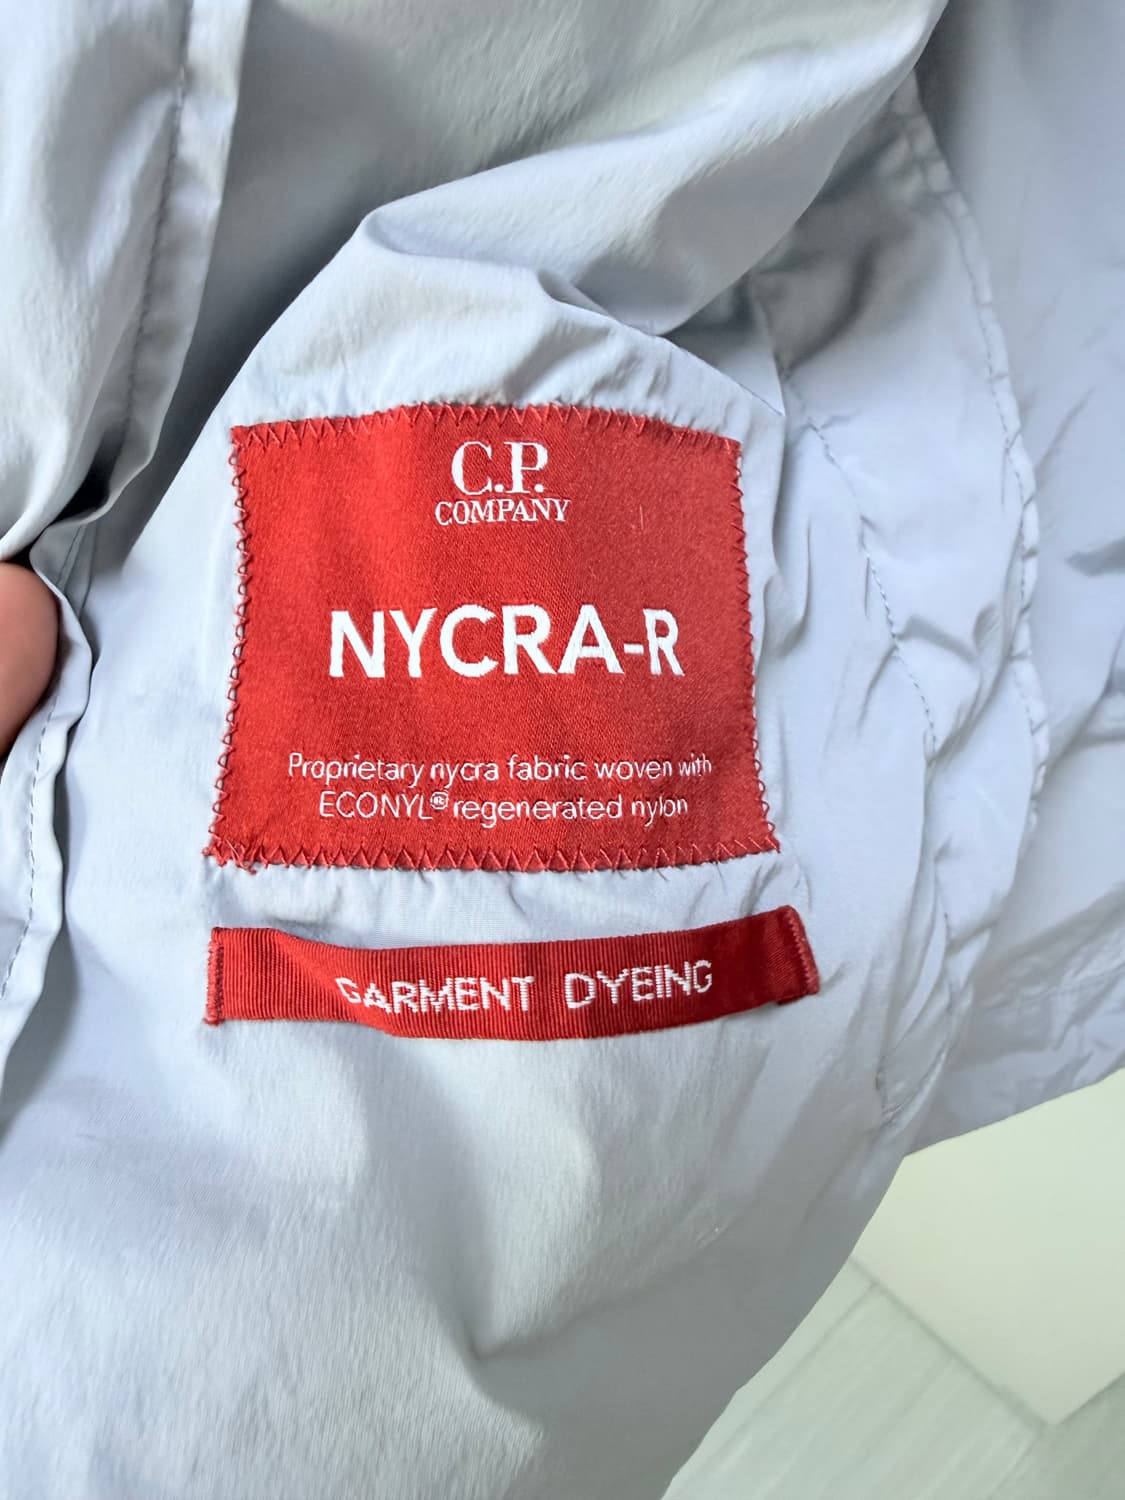 C.P.
COMPANY
NYCRA-R
Proprietary nycra fabric woven with
ECONYL® regenerated nylon
GARMENT DYEING